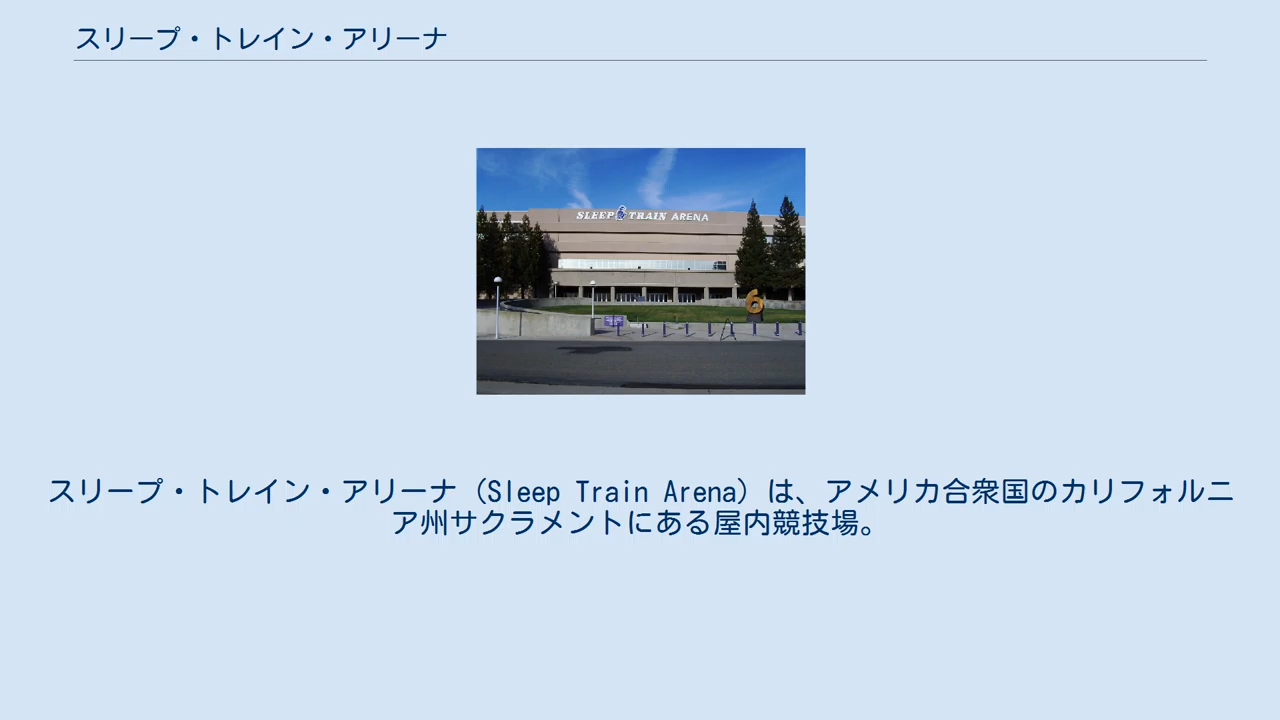 スリープ・トレイン・アリーナ
SLEEP TRAIN ARENA
6
スリープ・トレイン・アリーナ（Sleep Train Arena）は、アメリカ合衆国のカリフォルニ
ア州サクラメントにある屋内競技場。